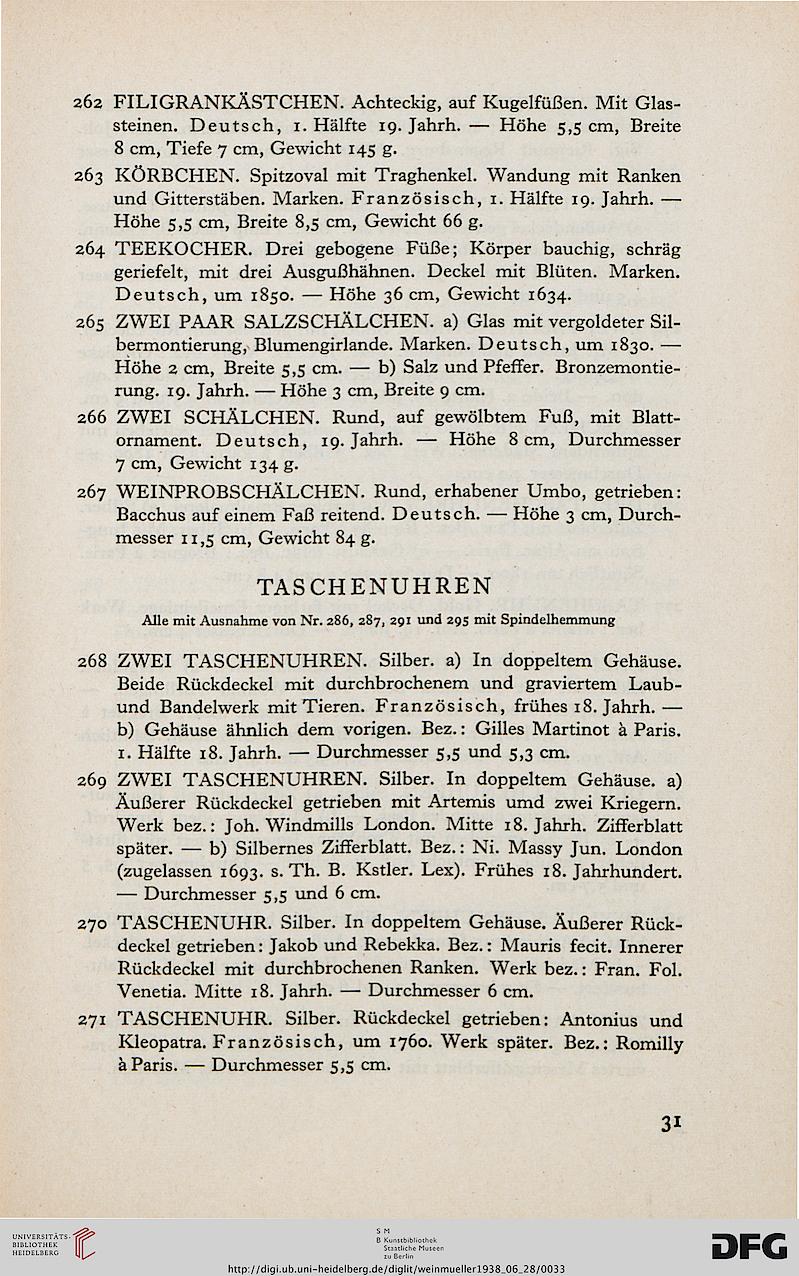 262 FILIGRANKÄSTCHEN. Achteckig, auf Kugelfüßen. Mit Glas-
steinen. Deutsch, 1. Hälfte 19. Jahrh. — Höhe 5,5 cm, Breite
8 cm, Tiefe 7 cm, Gewicht 145 g.
263 KÖRBCHEN. Spitzoval mit Traghenkel. Wandung mit Ranken
und Gitterstäben. Marken. Französisch, 1. Hälfte 19. Jahrh. —
Höhe 5,5 cm, Breite 8,5 cm, Gewicht 66 g.
264 TEEKOCHER. Drei gebogene Füße; Körper bauchig, schräg
geriefelt, mit drei Ausgußhähnen. Deckel mit Blüten. Marken.
Deutsch, um 1850. — Höhe 36 cm, Gewicht 1634.
265 ZWEI PAAR SALZSCHÄLCHEN. a) Glas mit vergoldeter Sil-
bermontierung, Blumengirlande. Marken. Deutsch, um 1830. —
Höhe 2 cm, Breite 5,5 cm. — b) Salz und Pfeffer. Bronzemontie-
rung. 19. Jahrh. — Höhe 3 cm, Breite 9 cm.
266 ZWEI SCHÄLCHEN. Rund, auf gewölbtem Fuß, mit Blatt-
ornament. Deutsch, 19. Jahrh. — Höhe 8 cm, Durchmesser
7 cm, Gewicht 134 g.
267 WEINPROBSCHÄLCHEN. Rund, erhabener Umbo, getrieben:
Bacchus auf einem Faß reitend. Deutsch. — Höhe 3 cm, Durch-
messer 11,5 cm, Gewicht 84 g.
TASCHENUHREN
Alle mit Ausnahme von Nr. 286, 287, 291 und 295 mit Spindelhemmung
268 ZWEI TASCHENUHREN. Silber. a) In doppeltem Gehäuse.
Beide Rückdeckel mit durchbrochenem und graviertem Laub-
und Bandelwerk mit Tieren. Französisch, frühes 18. Jahrh. —
b) Gehäuse ähnlich dem vorigen. Bez.: Gilles Martinot à Paris.
1. Hälfte 18. Jahrh. — Durchmesser 5,5 und 5,3 cm.
269 ZWEI TASCHENUHREN. Silber. In doppeltem Gehäuse. a)
Äußerer Rückdeckel getrieben mit Artemis umd zwei Kriegern.
Werk bez.: Joh. Windmills London. Mitte 18. Jahrh. Zifferblatt
später. — b) Silbernes Zifferblatt. Bez.: Ni. Massy Jun. London
(zugelassen 1693. s. Th. B. Kstler. Lex). Frühes 18. Jahrhundert.
— Durchmesser 5,5 und 6 cm.
270 TASCHENUHR. Silber. In doppeltem Gehäuse. Äußerer Rück-
deckel getrieben: Jakob und Rebekka. Bez.: Mauris fecit. Innerer
Rückdeckel mit durchbrochenen Ranken. Werk bez.: Fran. Fol.
Venetia. Mitte 18. Jahrh. — Durchmesser 6 cm.
271 TASCHENUHR. Silber. Rückdeckel getrieben: Antonius und
Kleopatra. Französisch, um 1760. Werk später. Bez.: Romilly
à Paris. — Durchmesser 5,5 cm.
31
UNIVERSITÄTS-
BIBLIOTHEK
HEIDELBERG
S M
B Kunstbibliothek
Staatliche Museen
zu Berlin
DFG
http://digi.ub.uni-heidelberg.de/diglit/weinmueller1938_06_28/0033